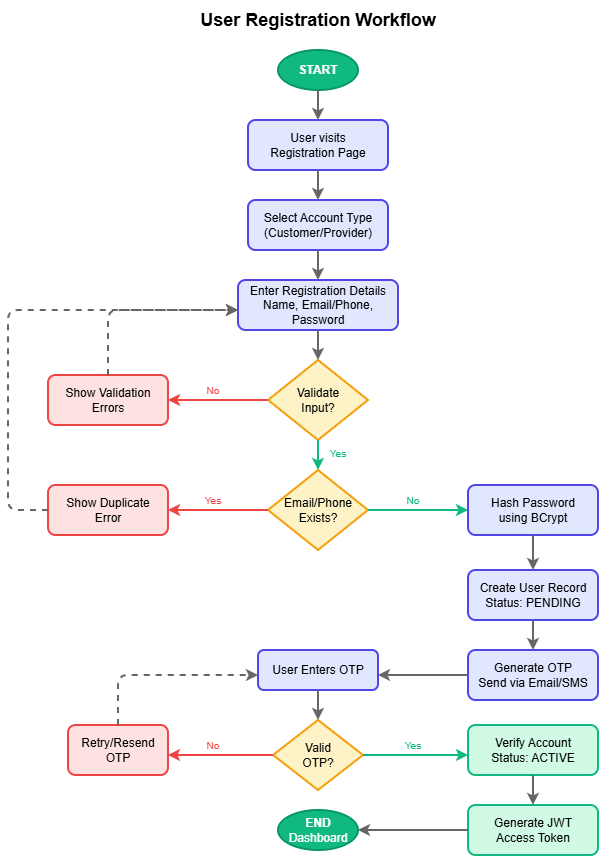 User Registration Workflow
START
User visits
Registration Page
Select Account Type
(Customer/Provider)
Enter Registration Details
Name, Email/Phone,
Password
Show Validation
Errors
No
Validate
Input?
Yes
Show Duplicate
Error
Yes
Email/Phone
Exists?
No
Hash Password
using BCrypt
Create User Record
Status: PENDING
User Enters OTP
Generate OTP
Send via Email/SMS
Retry/Resend
OTP
No
Valid
OTP?
Yes
Verify Account
Status: ACTIVE
END
Dashboard
Generate JWT
Access Token